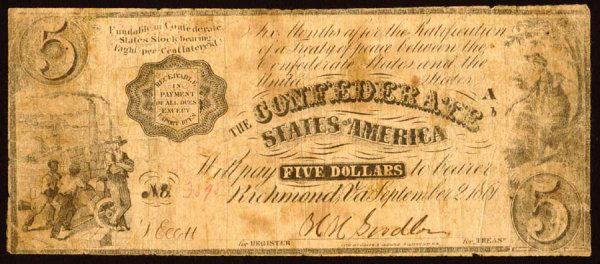 5
Fundable in Confederate
States Stock bearing
Eight per Cent Interest
RECEIVABLE
IN
PAYMENT
OF ALL DUES
EXCEPT
EXPORT DUTS
Six Months after the Ratification
of a Treaty of peace between the
Confederate States and the
United States
A
THE CONFEDERATE
STATES OF AMERICA
Will pay FIVE DOLLARS to bearer
Richmond, Va September 2, 1861
No.
for REGISTER
for TREASR
5